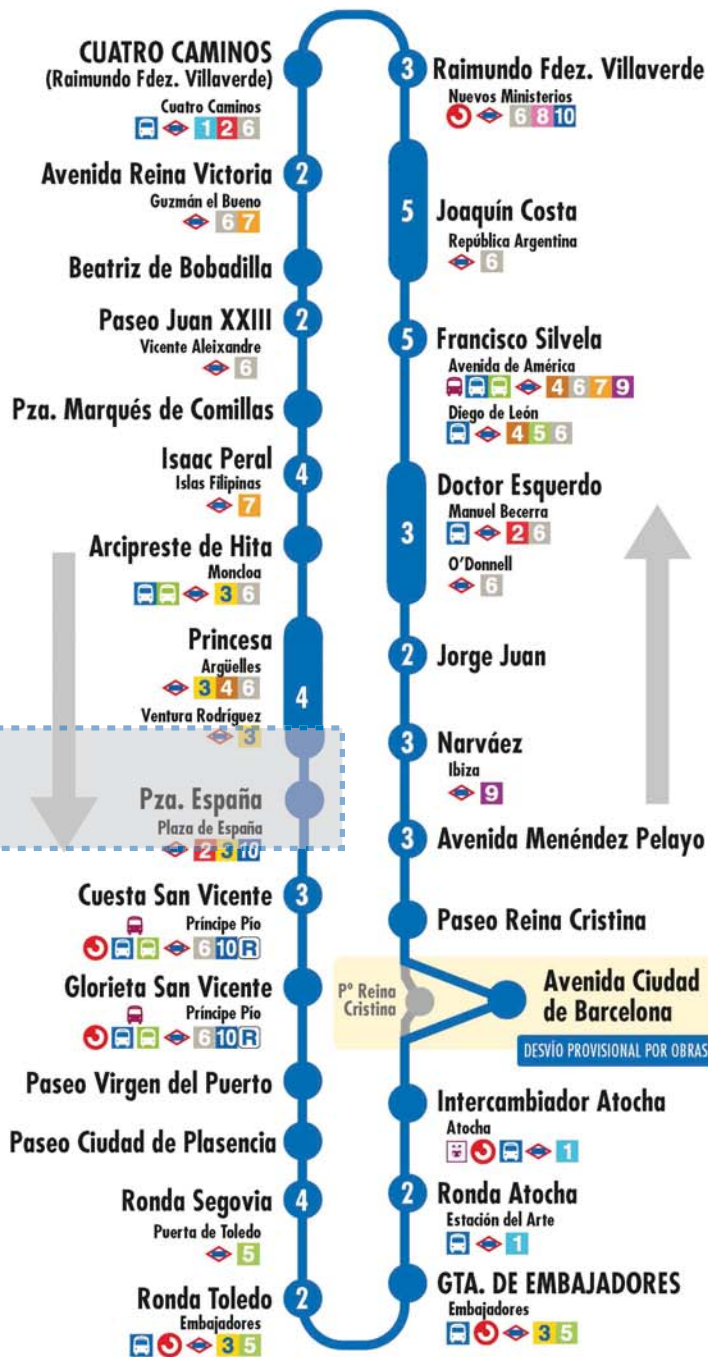 CUATRO CAMINOS
(Raimundo Fdez. Villaverde)
Cuatro Caminos
1 2 6
2
Avenida Reina Victoria
Guzmán el Bueno
6 7
Beatriz de Bobadilla
2
Paseo Juan XXIII
Vicente Aleixandre
6
Pza. Marqués de Comillas
4
Isaac Peral
Islas Filipinas
7
Arcipreste de Hita
Moncloa
3 6
Princesa
Argüelles
3 4 6
4
Ventura Rodríguez
3
Pza. España
Plaza de España
2 3 10
3
Cuesta San Vicente
Príncipe Pío
6 10 R
Glorieta San Vicente
Príncipe Pío
6 10 R
Paseo Virgen del Puerto
Paseo Ciudad de Plasencia
4
Ronda Segovia
Puerta de Toledo
5
2
Ronda Toledo
Embajadores
3 5
3
Raimundo Fdez. Villaverde
Nuevos Ministerios
6 8 10
5
Joaquín Costa
República Argentina
6
5
Francisco Silvela
Avenida de América
4 6 7 9
Diego de León
4 5 6
3
Doctor Esquerdo
Manuel Becerra
2 6
O'Donnell
6
2
Jorge Juan
3
Narváez
Ibiza
9
3
Avenida Menéndez Pelayo
Paseo Reina Cristina
Pº Reina
Cristina
Avenida Ciudad
de Barcelona
DESVÍO PROVISIONAL POR OBRAS
Intercambiador Atocha
Atocha
1
2
Ronda Atocha
Estación del Arte
1
GTA. DE EMBAJADORES
Embajadores
3 5